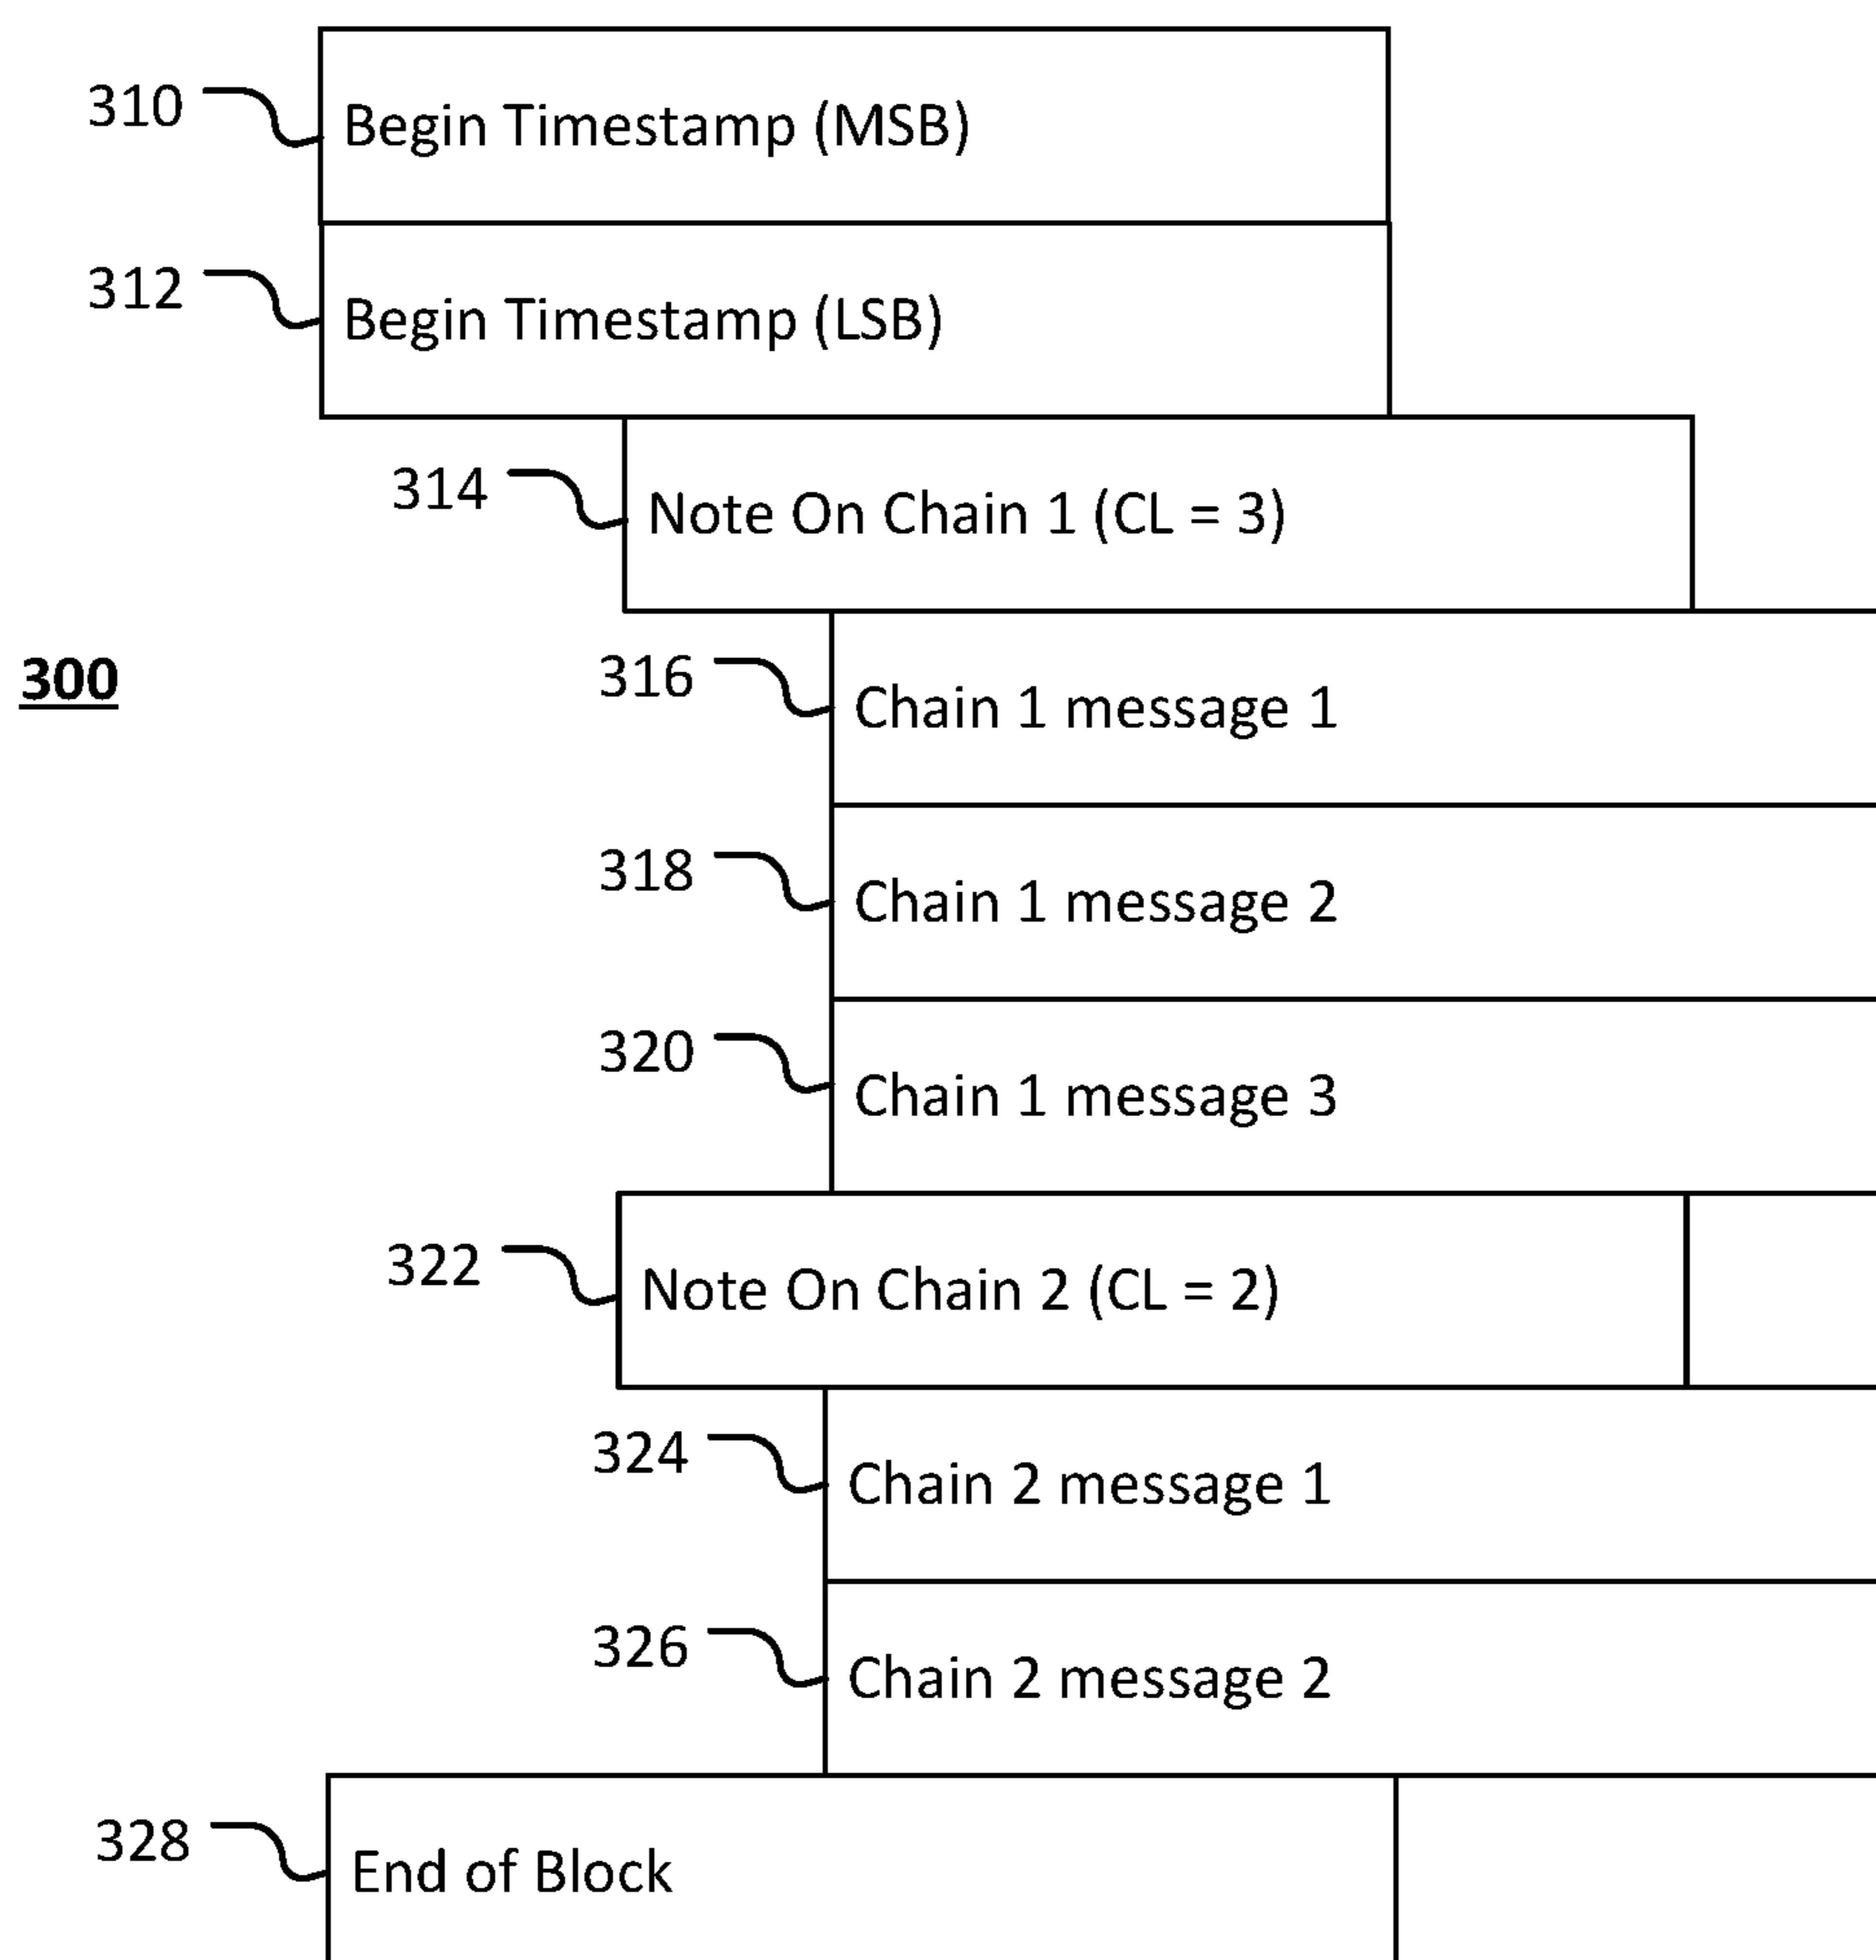 310 Begin Timestamp (MSB)
312 Begin Timestamp (LSB)
314 Note On Chain 1 (CL = 3)
300
316 Chain 1 message 1
318 Chain 1 message 2
320 Chain 1 message 3
322 Note On Chain 2 (CL = 2)
324 Chain 2 message 1
326 Chain 2 message 2
328 End of Block